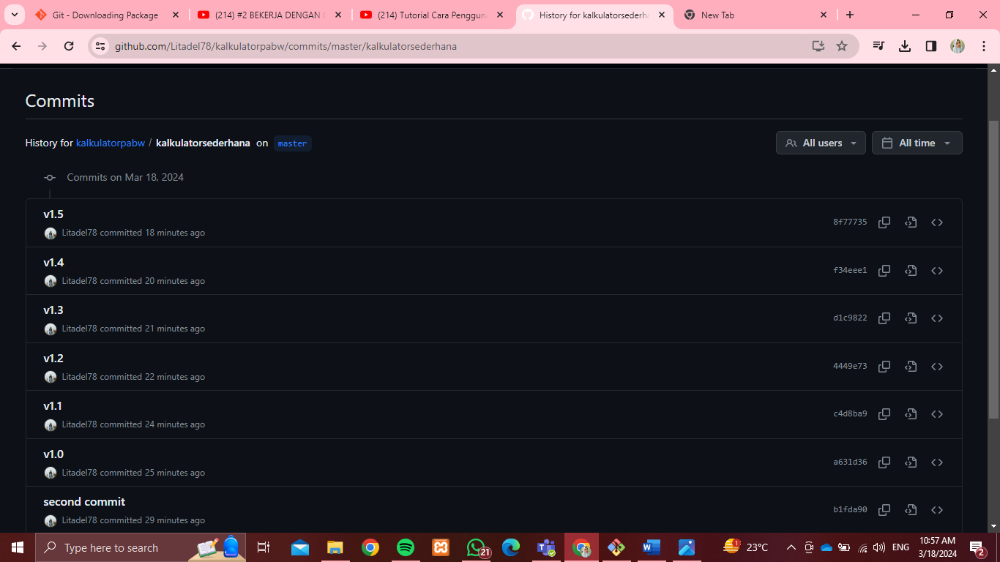 Git - Downloading Package
(214) #2 BEKERJA DENGAN
(214) Tutorial Cara Penggun
History for kalkulatorsederha
New Tab
github.com/Litadel78/kalkulatorpabw/commits/master/kalkulatorsederhana
Commits
History for kalkulatorpabw / kalkulatorsederhana on master
All users
All time
Commits on Mar 18, 2024
v1.5
Litadel78 committed 18 minutes ago
8f77735
v1.4
Litadel78 committed 20 minutes ago
f34eee1
v1.3
Litadel78 committed 21 minutes ago
d1c9822
v1.2
Litadel78 committed 22 minutes ago
4449e73
v1.1
Litadel78 committed 24 minutes ago
c4d8ba9
v1.0
Litadel78 committed 25 minutes ago
a631d36
second commit
Litadel78 committed 29 minutes ago
b1fda90
Type here to search
21
1
23°C
ENG
10:57 AM
3/18/2024
2